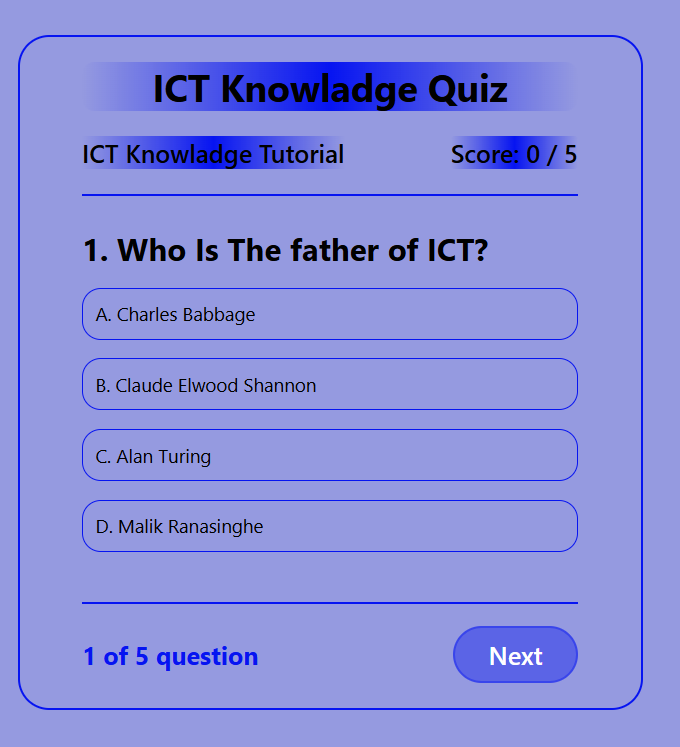 ICT Knowladge Quiz
ICT Knowladge Tutorial Score: 0 / 5
1. Who Is The father of ICT?
A. Charles Babbage
B. Claude Elwood Shannon
C. Alan Turing
D. Malik Ranasinghe
1 of 5 question Next